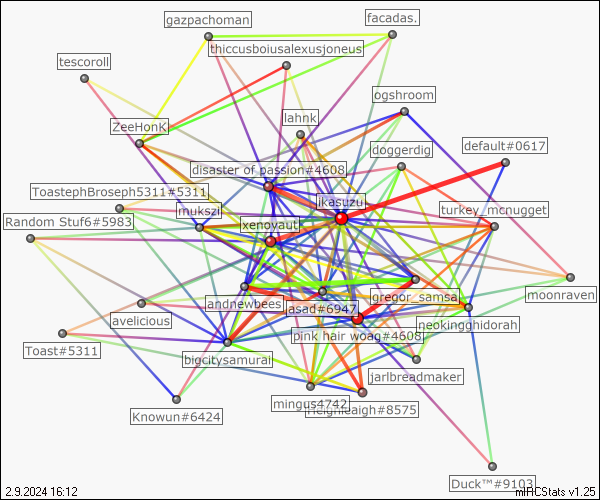 gazpachoman
facadas.
thiccusboiusalexusjoneus
tescoroll
ogshroom
lahnk
ZeeHonK
default#0617
doggerdig
disaster of passion#4608
ToastephBroseph5311#5311
ikasuzu
mukszi
turkey_mcnugget
Random Stuf6#5983
xenovaut
moonraven
gregor_samsa
andnewbees
jasad#6947
avelicious
neokingghidorah
pink hair woag#4608
Toast#5311
bigcitysamurai
jarlbreadmaker
mingus4742
Heighleaigh#8575
Knowun#6424
Duck™#9103
2.9.2024 16:12
mIRCStats v1.25